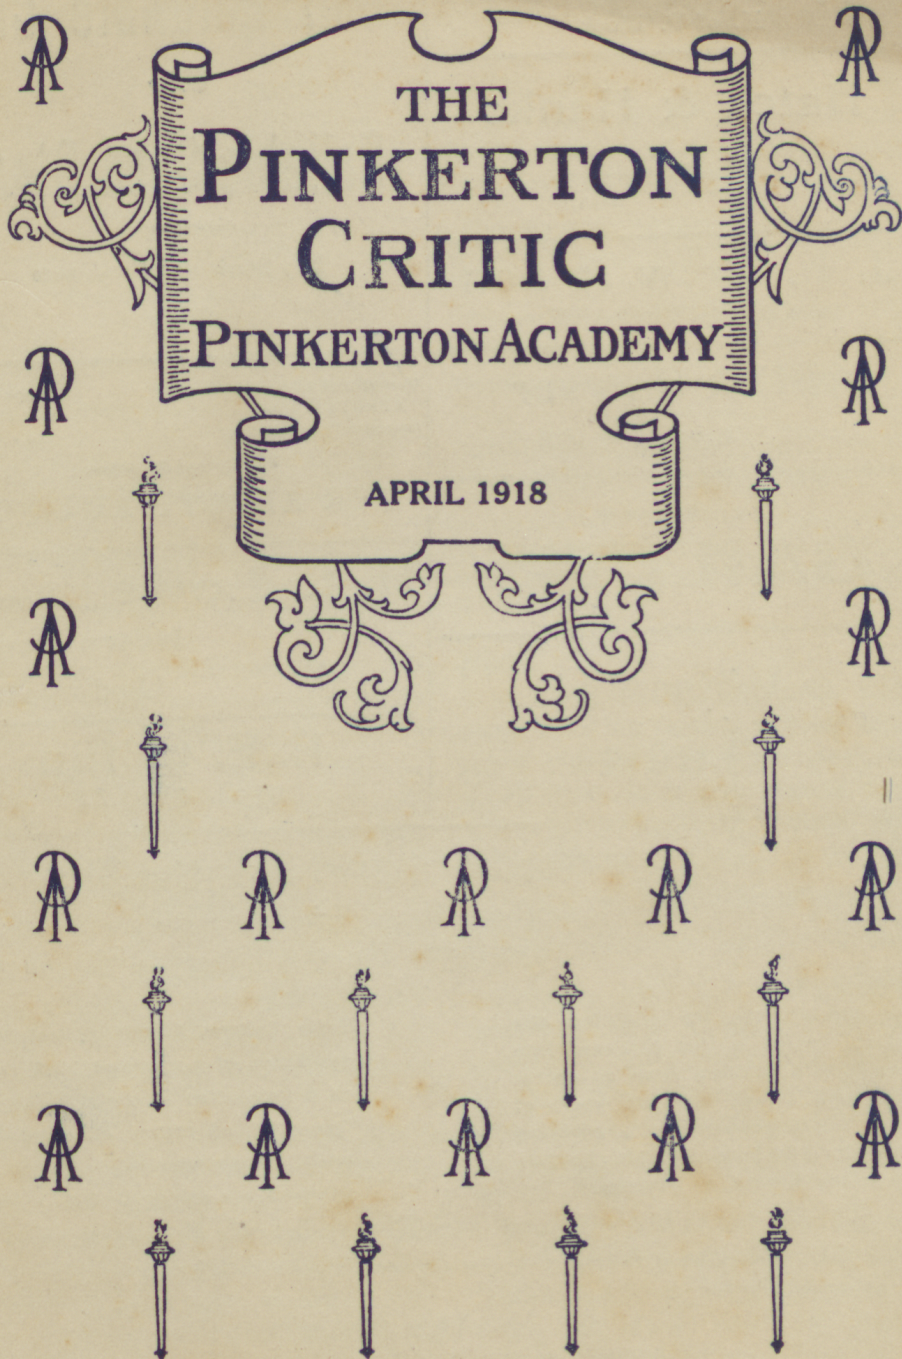 THE
PINKERTON
CRITIC
PINKERTON ACADEMY
APRIL 1918